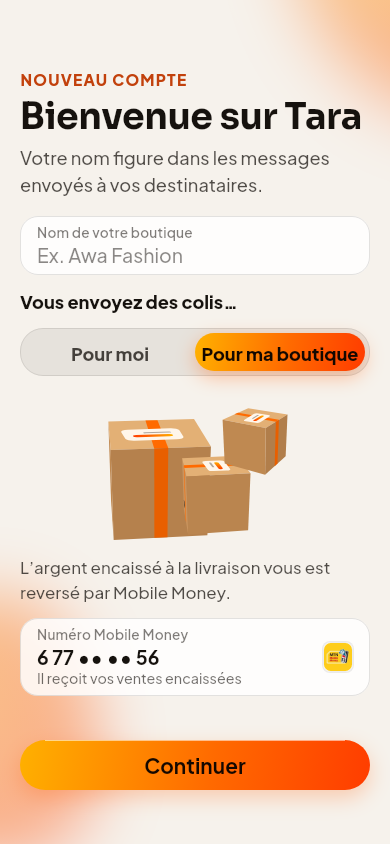 NOUVEAU COMPTE
Bienvenue sur Tara
Votre nom figure dans les messages
envoyés à vos destinataires.
Nom de votre boutique
Ex. Awa Fashion
Vous envoyez des colis…
Pour moi
Pour ma boutique
L’argent encaissé à la livraison vous est
reversé par Mobile Money.
Numéro Mobile Money
6 77 •• •• 56
Il reçoit vos ventes encaissées
Continuer